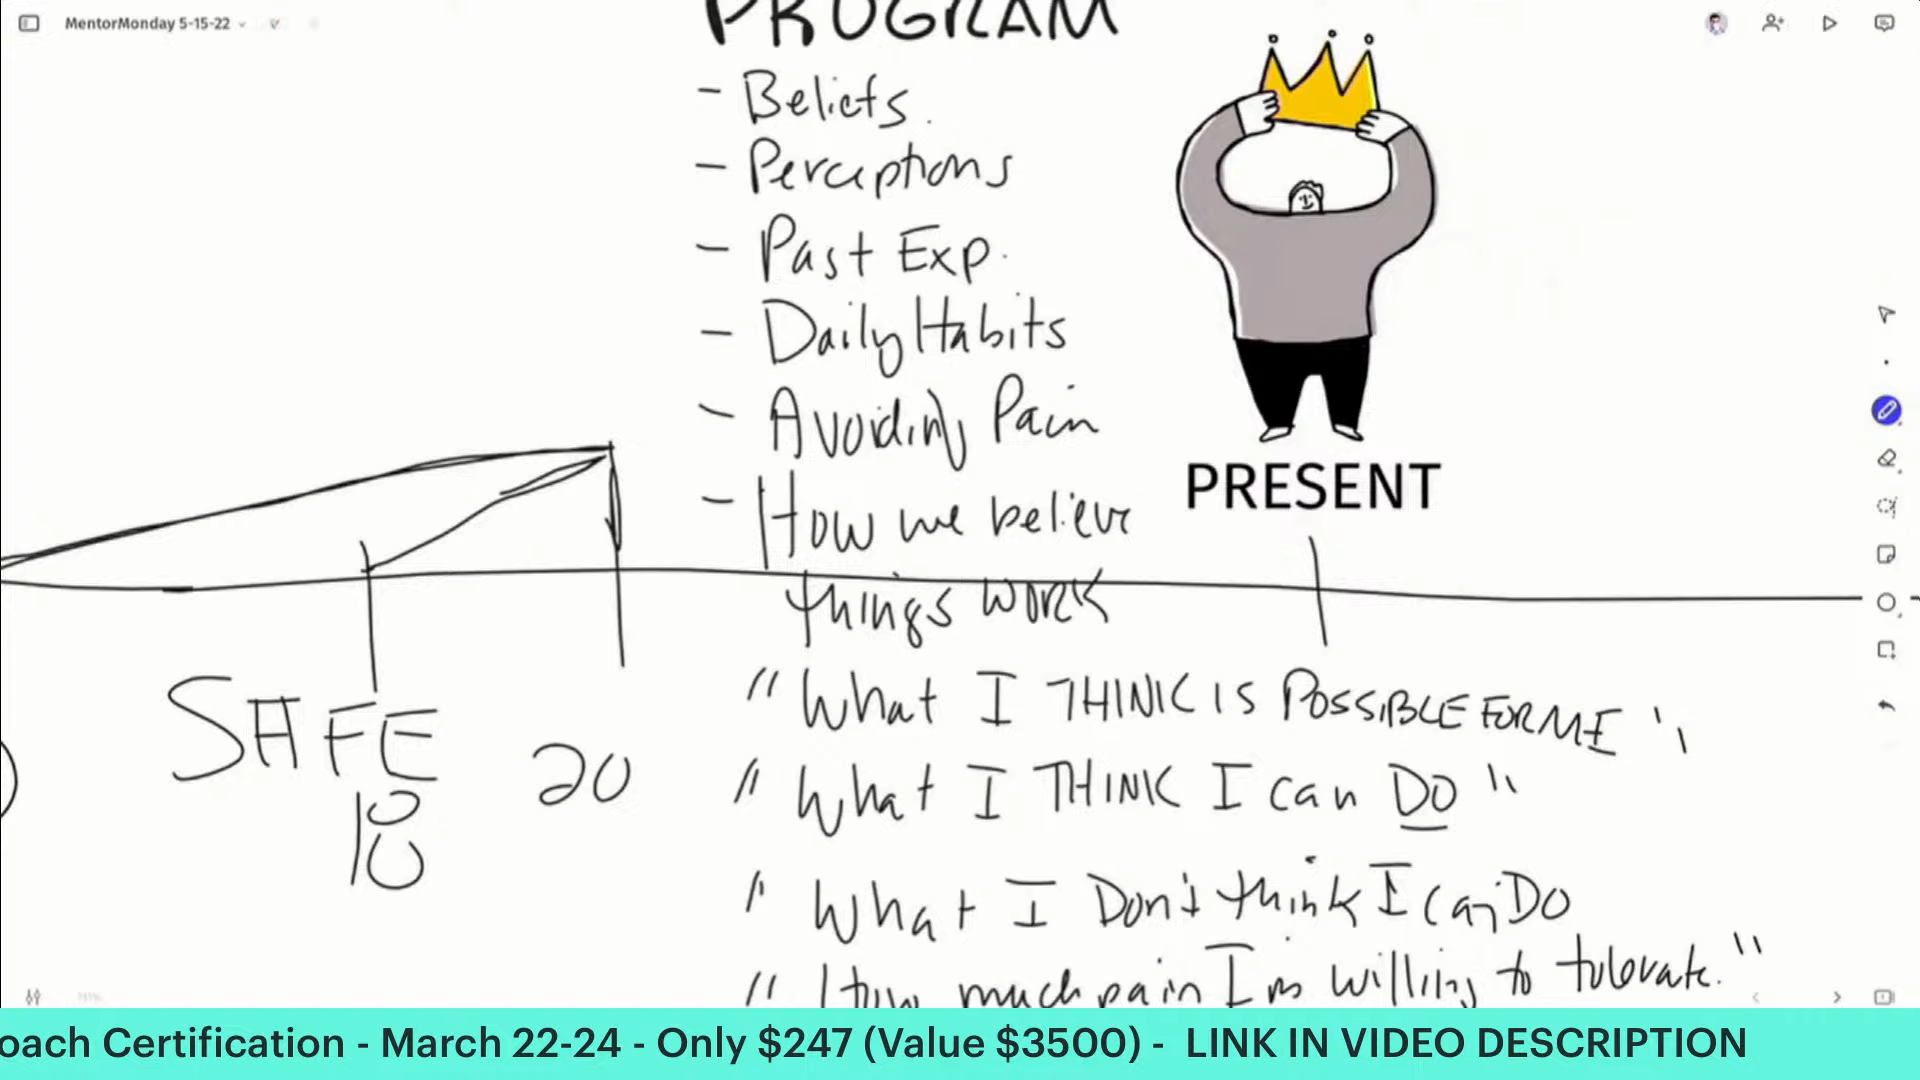 MentorMonday 5-15-22
PROGRAM
- Beliefs.
- Perceptions
- Past Exp.
- Daily Habits
- Avoiding Pain
- How we believe
things work
PRESENT
SAFE
10
20
"What I THINK IS POSSIBLE FOR ME"
"What I THINK I can DO"
"What I Don't think I can DO
"How much pain I'm willing to tolerate."
oach Certification - March 22-24 - Only $247 (Value $3500) - LINK IN VIDEO DESCRIPTION